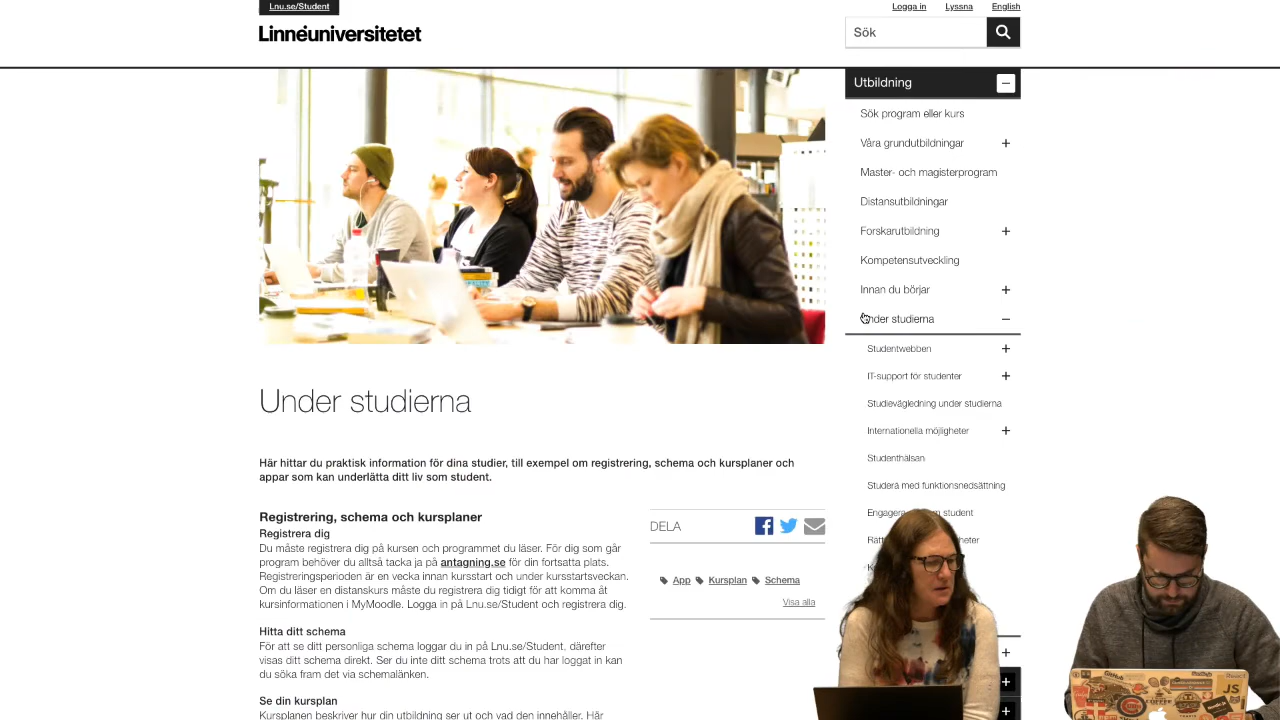 Lnu.se/Student
Logga in
Lyssna
English
Linnéuniversitetet
Sök
Utbildning
Sök program eller kurs
Våra grundutbildningar
Master- och magisterprogram
Distansutbildningar
Forskarutbildning
Kompetensutveckling
Innan du börjar
Under studierna
Studentwebben
IT-support för studenter
Studievägledning under studierna
Internationella möjligheter
Studenthälsan
Studera med funktionsnedsättning
Under studierna
Här hittar du praktisk information för dina studier, till exempel om registrering, schema och kursplaner och
appar som kan underlätta ditt liv som student.
Registrering, schema och kursplaner
Registrera dig
Du måste registrera dig på kursen och programmet du läser. För dig som går
program behöver du alltså tacka ja på antagning.se för din fortsatta plats.
Registreringsperioden är en vecka innan kursstart och under kursstartsveckan.
Om du läser en distanskurs måste du registrera dig tidigt för att komma åt
kursinformationen i MyMoodle. Logga in på Lnu.se/Student och registrera dig.
Hitta ditt schema
För att se ditt personliga schema loggar du in på Lnu.se/Student, därefter
visas ditt schema direkt. Ser du inte ditt schema trots att du har loggat in kan
du söka fram det via schemalänken.
Se din kursplan
Kursplanen beskriver hur din utbildning ser ut och vad den innehåller. Här
DELA
App Kursplan Schema
Visa alla
student
JS